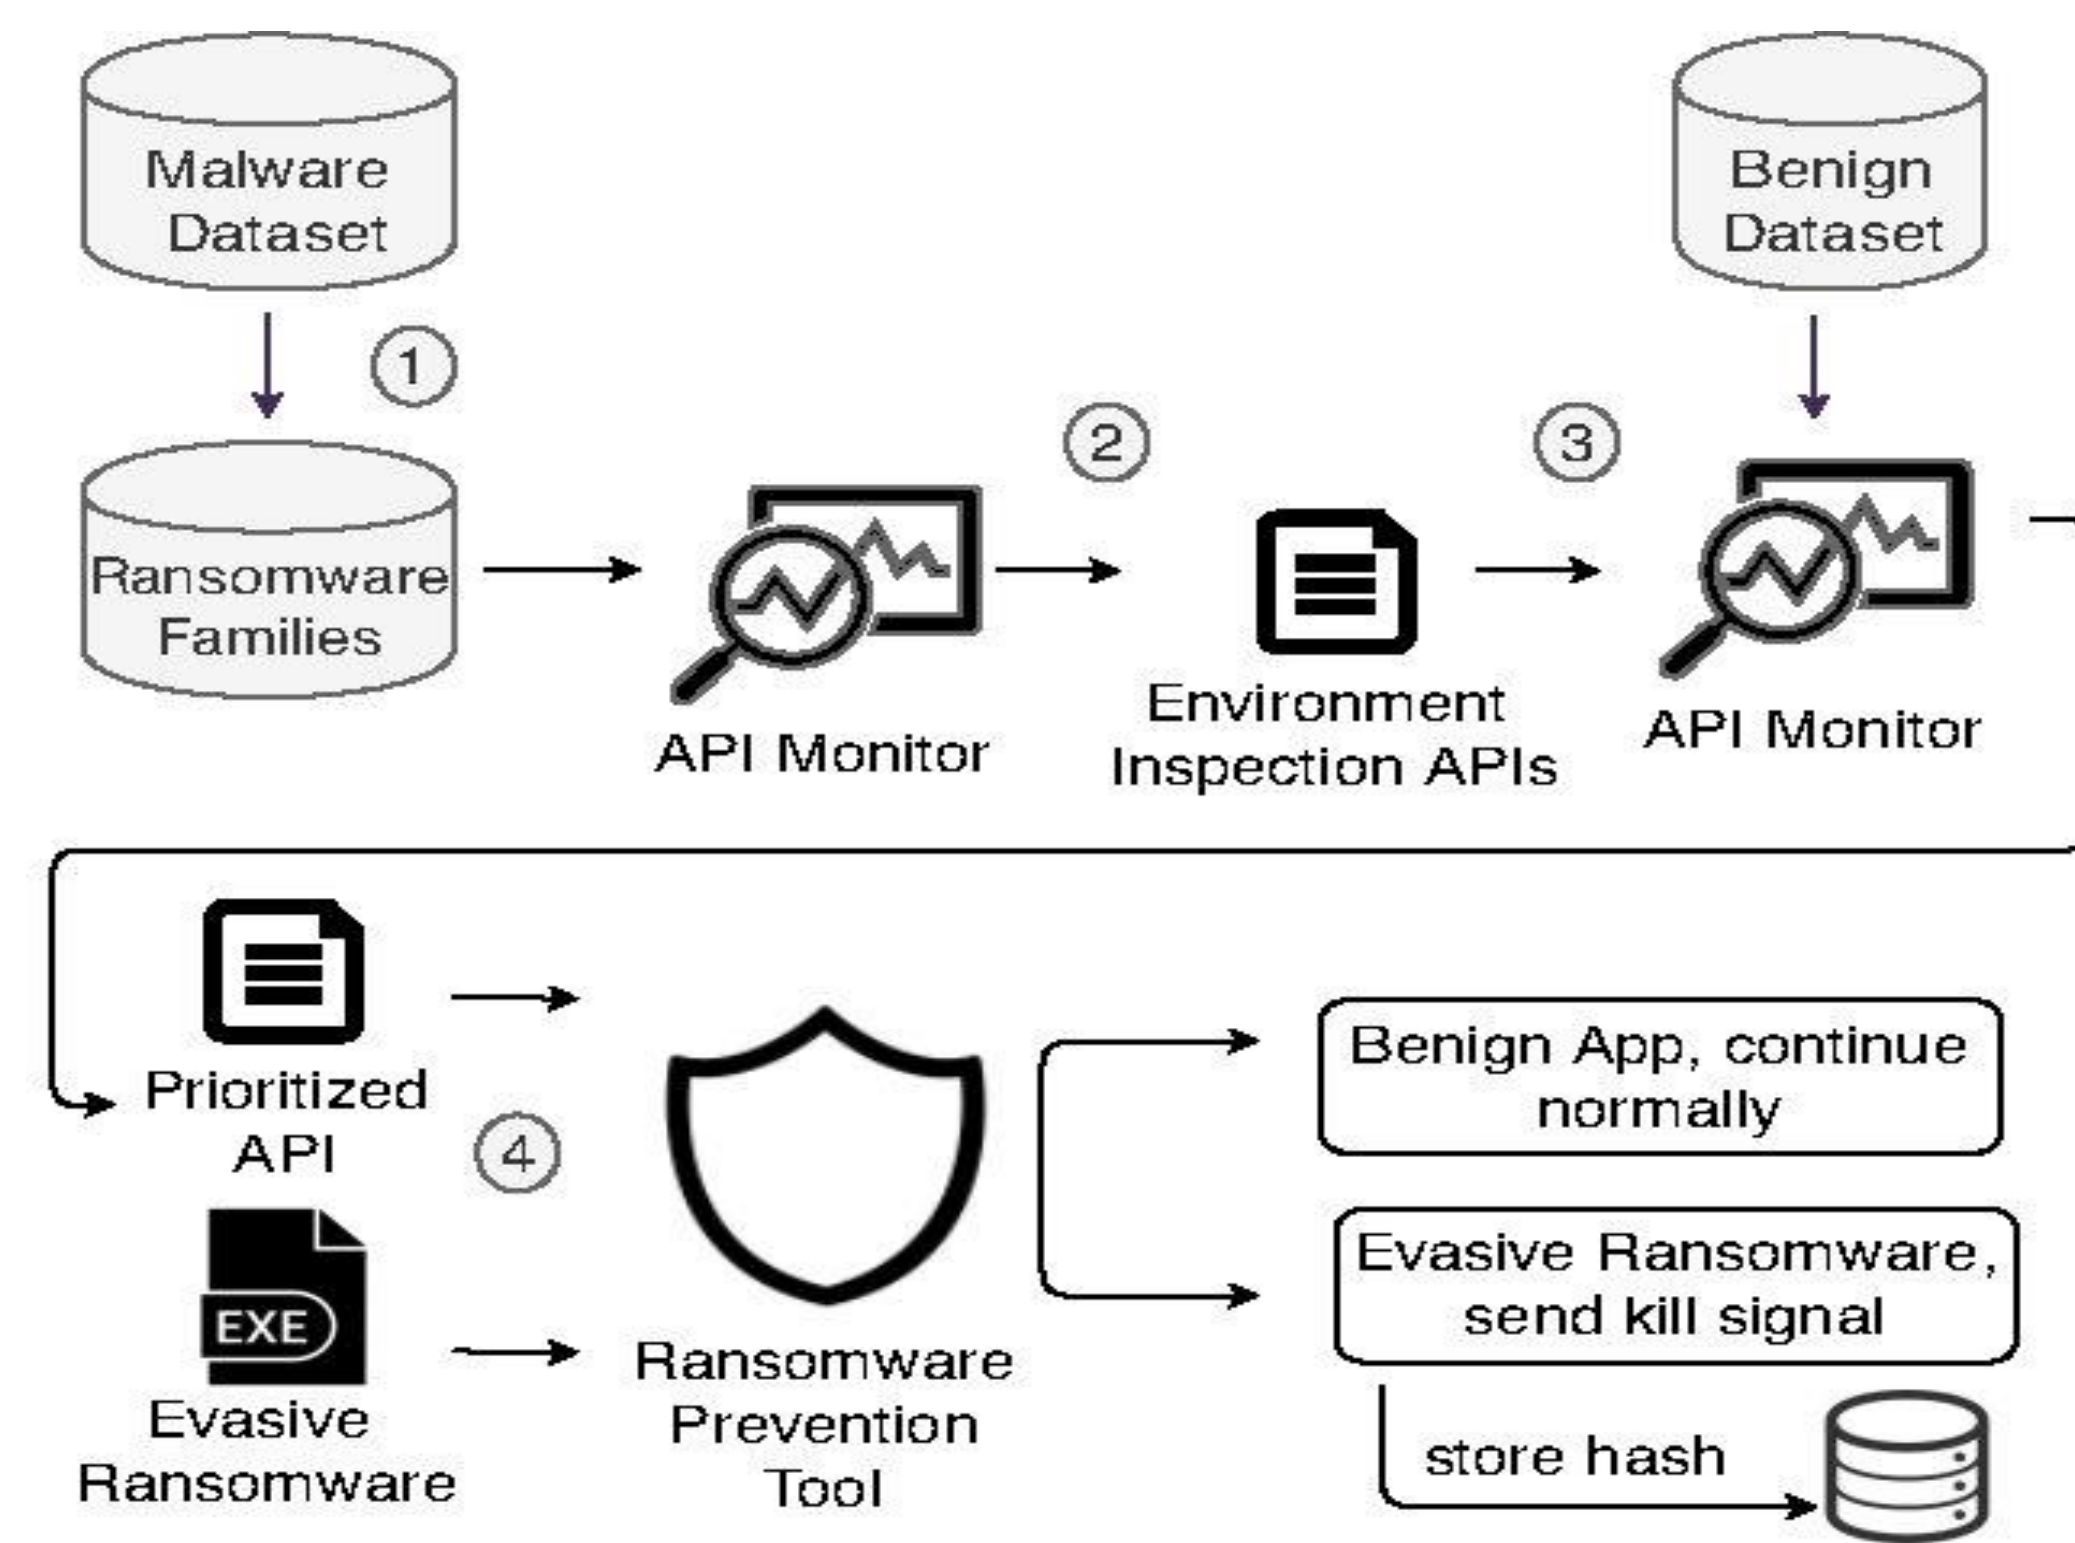 Malware
Dataset
Benign
Dataset
1
2
3
Ransomware
Families
API Monitor
Environment
Inspection APIs
API Monitor
Prioritized
API
4
EXE
Evasive
Ransomware
Ransomware
Prevention
Tool
Benign App, continue
normally
Evasive Ransomware,
send kill signal
store hash